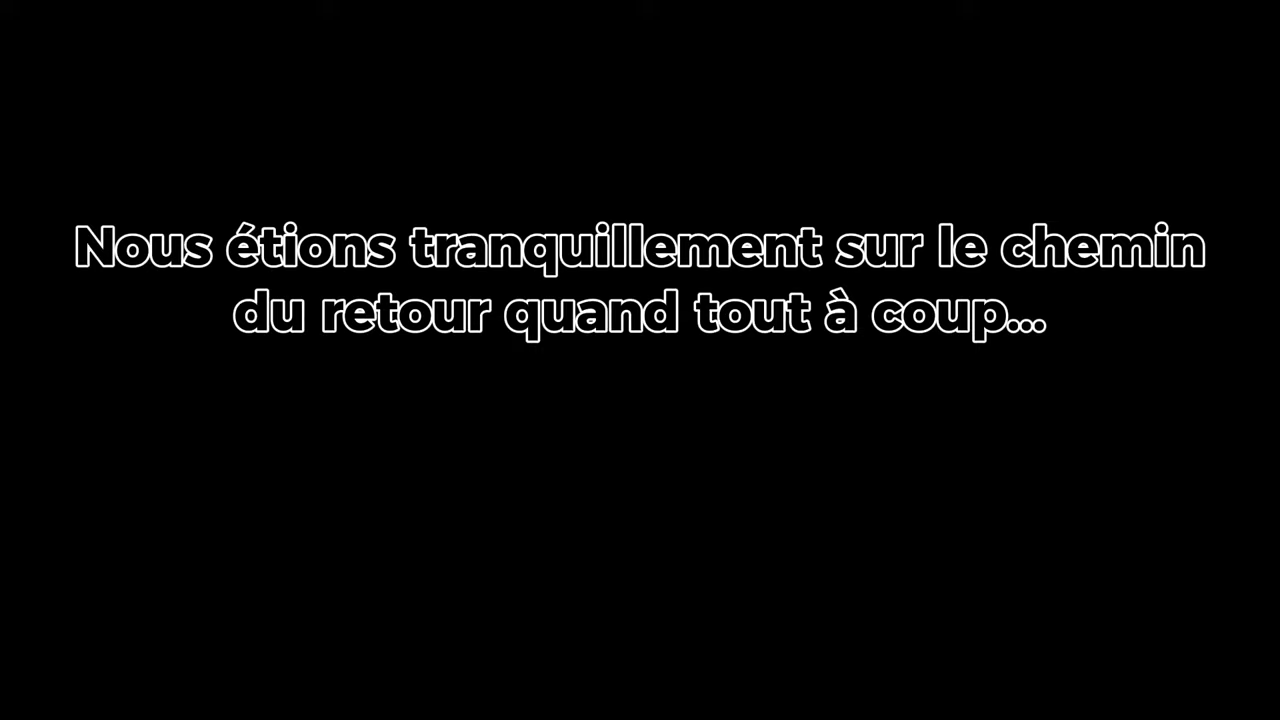 Nous étions tranquillement sur le chemin
du retour quand tout à coup...